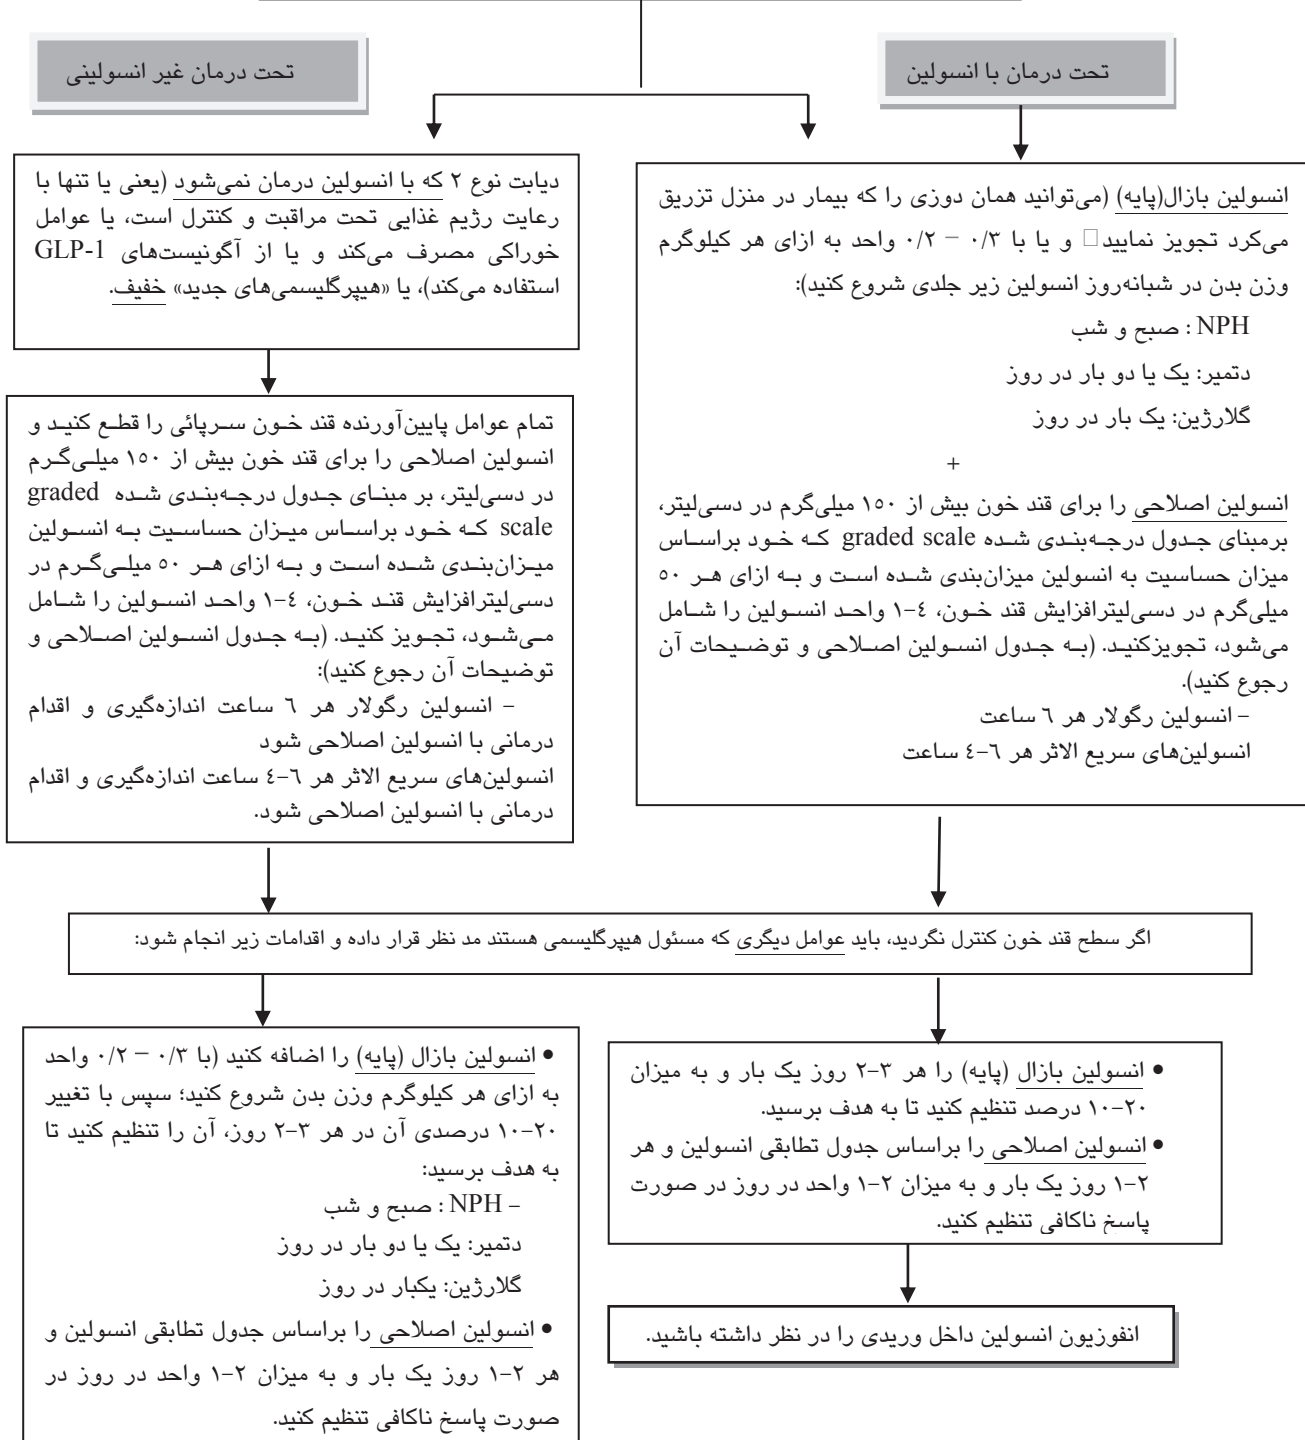 تحت درمان با انسولین
تحت درمان غیر انسولینی
انسولین بازال(پایه) (می‌توانید همان دوزی را که بیمار در منزل تزریق
می‌کرد تجویز نمایید□ و یا با ۰/۳ – ۰/۲ واحد به ازای هر کیلوگرم
وزن بدن در شبانه‌روز انسولین زیر جلدی شروع کنید):
NPH : صبح و شب
دتمیر: یک یا دو بار در روز
گلارژین: یک بار در روز
+
انسولین اصلاحی را برای قند خون بیش از ۱۵۰ میلی‌گرم در دسی‌لیتر،
برمبنای جدول درجه‌بندی شده graded scale که خود براساس
میزان حساسیت به انسولین میزان‌بندی شده است و به ازای هر ۵۰
میلی‌گرم در دسی‌لیترافزایش قند خون، ٤-۱ واحد انسولین را شامل
می‌شود، تجویزکنید. (به جدول انسولین اصلاحی و توضیحات آن
رجوع کنید).
– انسولین رگولار هر ٦ ساعت
انسولین‌های سریع الاثر هر ٦-٤ ساعت
دیابت نوع ۲ که با انسولین درمان نمی‌شود (یعنی یا تنها با
رعایت رژیم غذایی تحت مراقبت و کنترل است، یا عوامل
خوراکی مصرف می‌کند و یا از آگونیست‌های GLP-1
استفاده می‌کند)، یا «هیپرگلیسمی‌های جدید» خفیف.
تمام عوامل پایین‌آورنده قند خون سرپائی را قطع کنید و
انسولین اصلاحی را برای قند خون بیش از ۱۵۰ میلی‌گرم
در دسی‌لیتر، بر مبنای جدول درجه‌بندی شده graded
scale که خود براساس میزان حساسیت به انسولین
میزان‌بندی شده است و به ازای هر ۵۰ میلی‌گرم در
دسی‌لیترافزایش قند خون، ٤-۱ واحد انسولین را شامل
می‌شود، تجویز کنید. (به جدول انسولین اصلاحی و
توضیحات آن رجوع کنید):
– انسولین رگولار هر ٦ ساعت اندازه‌گیری و اقدام
درمانی با انسولین اصلاحی شود
انسولین‌های سریع الاثر هر ٦-٤ ساعت اندازه‌گیری و اقدام
درمانی با انسولین اصلاحی شود.
اگر سطح قند خون کنترل نگردید، باید عوامل دیگری که مسئول هیپرگلیسمی هستند مد نظر قرار داده و اقدامات زیر انجام شود:
• انسولین بازال (پایه) را هر ۳-۲ روز یک بار و به میزان
۲۰-۱۰ درصد تنظیم کنید تا به هدف برسید.
• انسولین اصلاحی را براساس جدول تطابقی انسولین و هر
۲-۱ روز یک بار و به میزان ۲-۱ واحد در روز در صورت
پاسخ ناکافی تنظیم کنید.
انفوزیون انسولین داخل وریدی را در نظر داشته باشید.
• انسولین بازال (پایه) را اضافه کنید (با ۰/۳ – ۰/۲ واحد
به ازای هر کیلوگرم وزن بدن شروع کنید؛ سپس با تغییر
۲۰-۱۰ درصدی آن در هر ۳-۲ روز، آن را تنظیم کنید تا
به هدف برسید:
– NPH : صبح و شب
دتمیر: یک یا دو بار در روز
گلارژین: یکبار در روز
• انسولین اصلاحی را براساس جدول تطابقی انسولین و
هر ۲-۱ روز یک بار و به میزان ۲-۱ واحد در روز در
صورت پاسخ ناکافی تنظیم کنید.